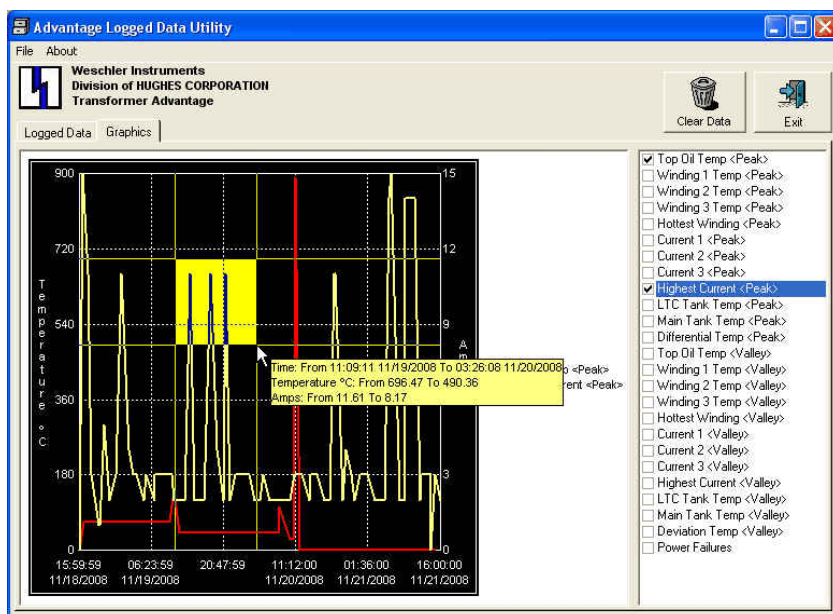 Advantage Logged Data Utility
File About
Weschler Instruments
Division of HUGHES CORPORATION
Transformer Advantage
Clear Data
Exit
Logged Data
Graphics
900
720
540
360
180
0
Temperature °C
15
12
9
3
0
A
15:59:59 06:23:59 20:47:59 11:12:00 01:36:00 16:00:00
11/18/2008 11/19/2008 11/20/2008 11/21/2008 11/21/2008
Time: From 11:09:11 11/19/2008 To 03:26:08 11/20/2008
Temperature °C: From 696.47 To 490.36
Amps: From 11.61 To 8.17
<Peak>
<Peak>
Top Oil Temp <Peak>
Winding 1 Temp <Peak>
Winding 2 Temp <Peak>
Winding 3 Temp <Peak>
Hottest Winding <Peak>
Current 1 <Peak>
Current 2 <Peak>
Current 3 <Peak>
Highest Current <Peak>
LTC Tank Temp <Peak>
Main Tank Temp <Peak>
Differential Temp <Peak>
Top Oil Temp <Valley>
Winding 1 Temp <Valley>
Winding 2 Temp <Valley>
Winding 3 Temp <Valley>
Hottest Winding <Valley>
Current 1 <Valley>
Current 2 <Valley>
Current 3 <Valley>
Highest Current <Valley>
LTC Tank Temp <Valley>
Main Tank Temp <Valley>
Deviation Temp <Valley>
Power Failures